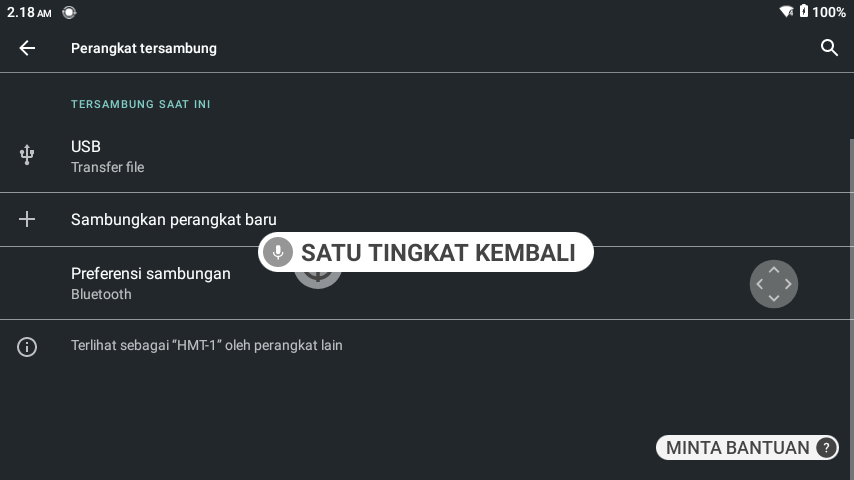 2.18 AM
100%
Perangkat tersambung
TERSAMBUNG SAAT INI
USB
Transfer file
Sambungkan perangkat baru
SATU TINGKAT KEMBALI
Preferensi sambungan
Bluetooth
Terlihat sebagai “HMT-1” oleh perangkat lain
MINTA BANTUAN ?